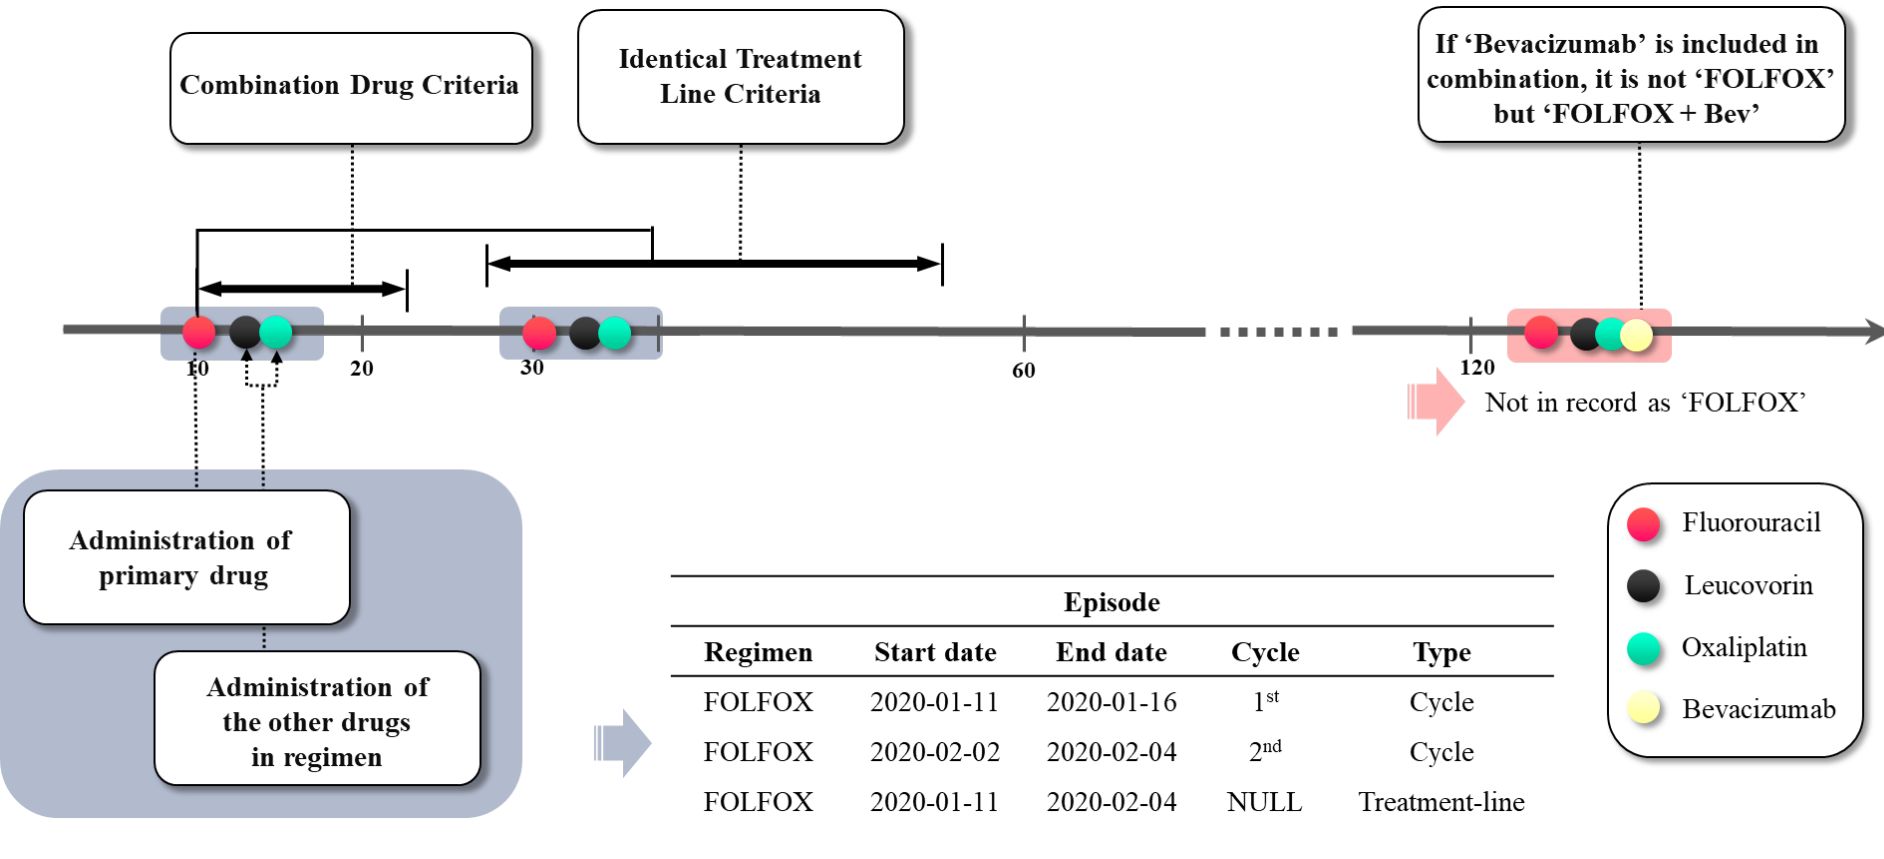 Combination Drug Criteria
Identical Treatment
Line Criteria
If ‘Bevacizumab’ is included in
combination, it is not ‘FOLFOX’
but ‘FOLFOX + Bev’
10
20
30
60
120
Not in record as ‘FOLFOX’
Administration of
primary drug
Administration of
the other drugs
in regimen
Episode
Regimen Start date End date Cycle Type
FOLFOX 2020-01-11 2020-01-16 1st Cycle
FOLFOX 2020-02-02 2020-02-04 2nd Cycle
FOLFOX 2020-01-11 2020-02-04 NULL Treatment-line
Fluorouracil
Leucovorin
Oxaliplatin
Bevacizumab